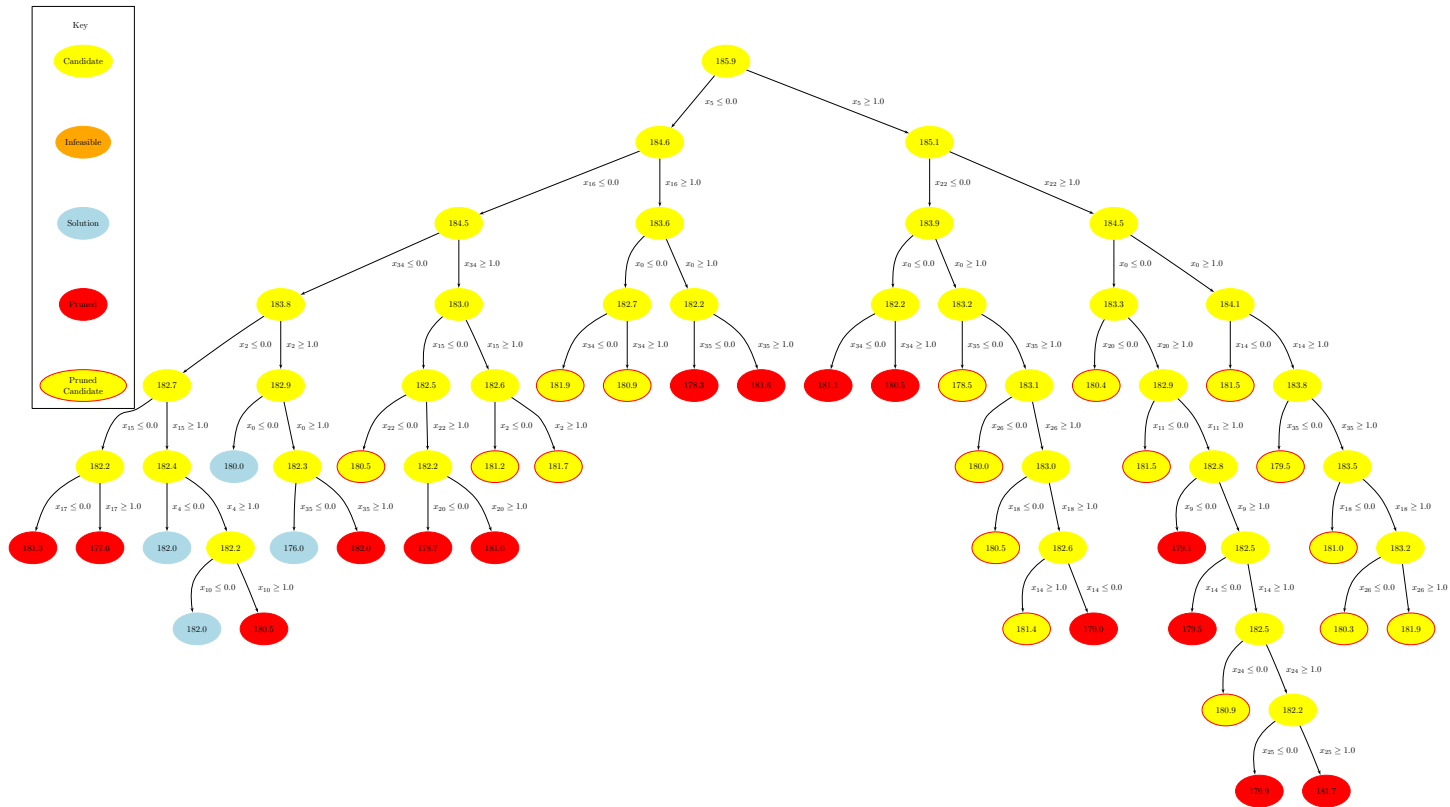 Key
Candidate
Infeasible
Solution
Pruned
Pruned
Candidate
185.9
x₅ ≤ 0.0
x₅ ≥ 1.0
184.6
185.1
x₁₆ ≤ 0.0
x₁₆ ≥ 1.0
x₂₂ ≤ 0.0
x₂₂ ≥ 1.0
184.5
183.6
183.9
184.5
x₃₄ ≤ 0.0
x₃₄ ≥ 1.0
x₀ ≤ 0.0
x₀ ≥ 1.0
x₀ ≤ 0.0
x₀ ≥ 1.0
x₀ ≤ 0.0
x₀ ≥ 1.0
183.8
183.0
182.7
182.2
182.2
183.2
183.3
184.1
x₂ ≤ 0.0
x₂ ≥ 1.0
x₁₅ ≤ 0.0
x₁₅ ≥ 1.0
x₃₄ ≤ 0.0
x₃₄ ≥ 1.0
x₃₅ ≤ 0.0
x₃₅ ≥ 1.0
x₃₄ ≤ 0.0
x₃₄ ≥ 1.0
x₃₅ ≤ 0.0
x₃₅ ≥ 1.0
x₂₀ ≤ 0.0
x₂₀ ≥ 1.0
x₁₄ ≤ 0.0
x₁₄ ≥ 1.0
182.7
182.9
182.5
182.6
181.9
180.9
178.3
181.6
181.1
180.5
178.5
183.1
180.4
182.9
181.5
183.8
x₁₅ ≤ 0.0
x₁₅ ≥ 1.0
x₀ ≤ 0.0
x₀ ≥ 1.0
x₂₂ ≤ 0.0
x₂₂ ≥ 1.0
x₂ ≤ 0.0
x₂ ≥ 1.0
x₂₆ ≤ 0.0
x₂₆ ≥ 1.0
x₁₁ ≤ 0.0
x₁₁ ≥ 1.0
x₃₅ ≤ 0.0
x₃₅ ≥ 1.0
182.2
182.4
180.0
182.3
180.5
182.2
181.2
181.7
180.0
183.0
181.5
182.8
179.5
183.5
x₁₇ ≤ 0.0
x₁₇ ≥ 1.0
x₄ ≤ 0.0
x₄ ≥ 1.0
x₃₅ ≤ 0.0
x₃₅ ≥ 1.0
x₂₀ ≤ 0.0
x₂₀ ≥ 1.0
x₁₈ ≤ 0.0
x₁₈ ≥ 1.0
x₉ ≤ 0.0
x₉ ≥ 1.0
x₁₈ ≤ 0.0
x₁₈ ≥ 1.0
181.3
177.6
182.0
182.2
176.0
182.0
178.7
181.6
180.5
182.6
179.1
182.5
181.0
183.2
x₁₀ ≤ 0.0
x₁₀ ≥ 1.0
x₁₄ ≥ 1.0
x₁₄ ≤ 0.0
x₁₄ ≤ 0.0
x₁₄ ≥ 1.0
x₂₆ ≤ 0.0
x₂₆ ≥ 1.0
182.0
180.5
181.4
179.0
179.5
182.5
180.3
181.9
x₂₄ ≤ 0.0
x₂₄ ≥ 1.0
180.9
182.2
x₂₅ ≤ 0.0
x₂₅ ≥ 1.0
179.9
181.7